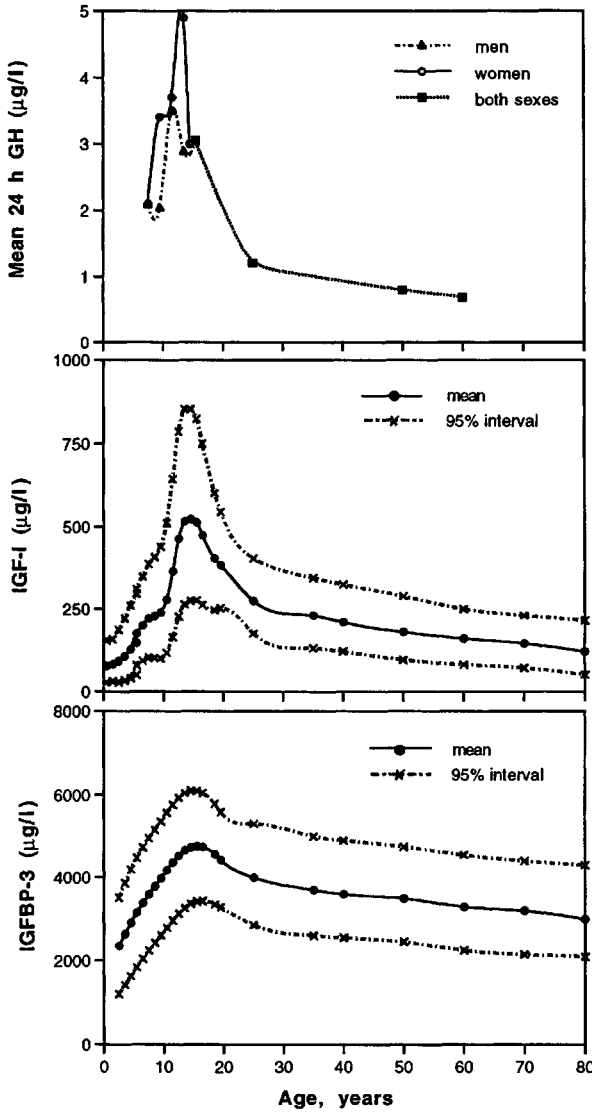 Mean 24 h GH (µg/l)
5
4
3
2
1
0
men
women
both sexes
IGF-I (µg/l)
1000
750
500
250
0
mean
95% interval
IGFBP-3 (µg/l)
8000
6000
4000
2000
0
mean
95% interval
0 10 20 30 40 50 60 70 80
Age, years